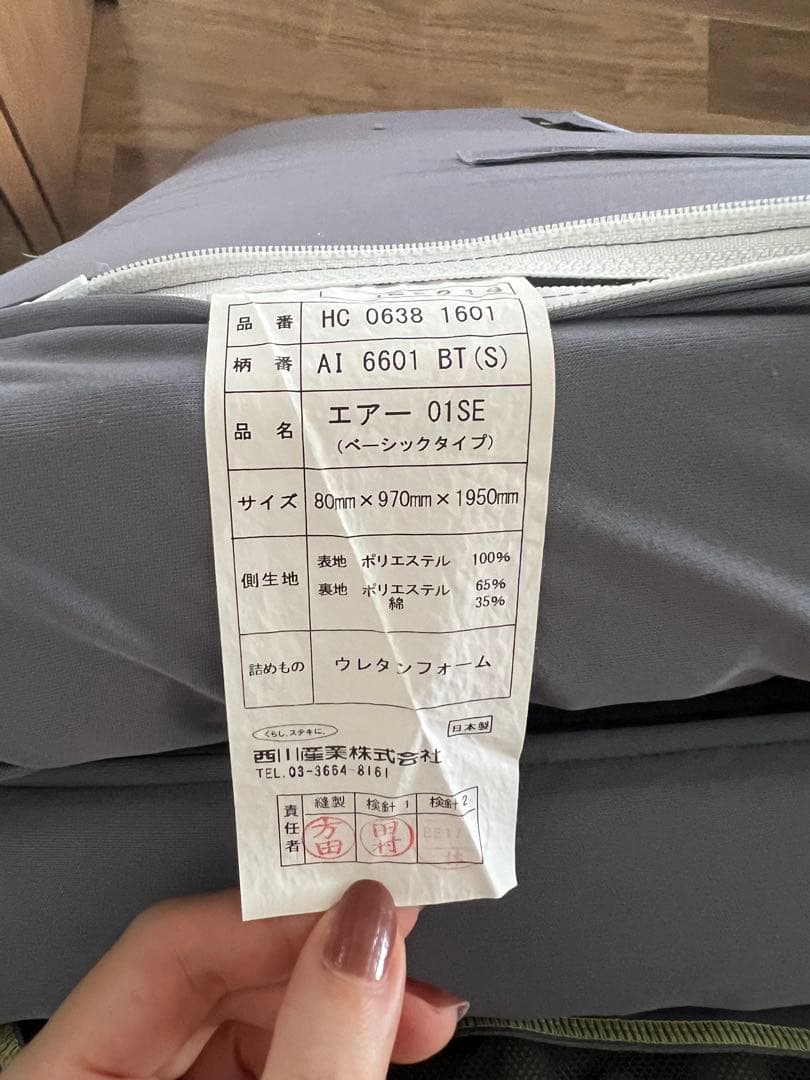 品番 HC 0638 1601
柄番 AI 6601 BT(S)
品名 エアー 01SE
(ベーシックタイプ)
サイズ 80mm×970mm×1950mm
側生地 表地 ポリエステル 100%
裏地 ポリエステル 65%
綿 35%
詰めもの ウレタンフォーム
くらし、ステキに。
日本製
西川産業株式会社
TEL.03-3664-8161
責任者 縫製 検針1 検針2
方田 田村